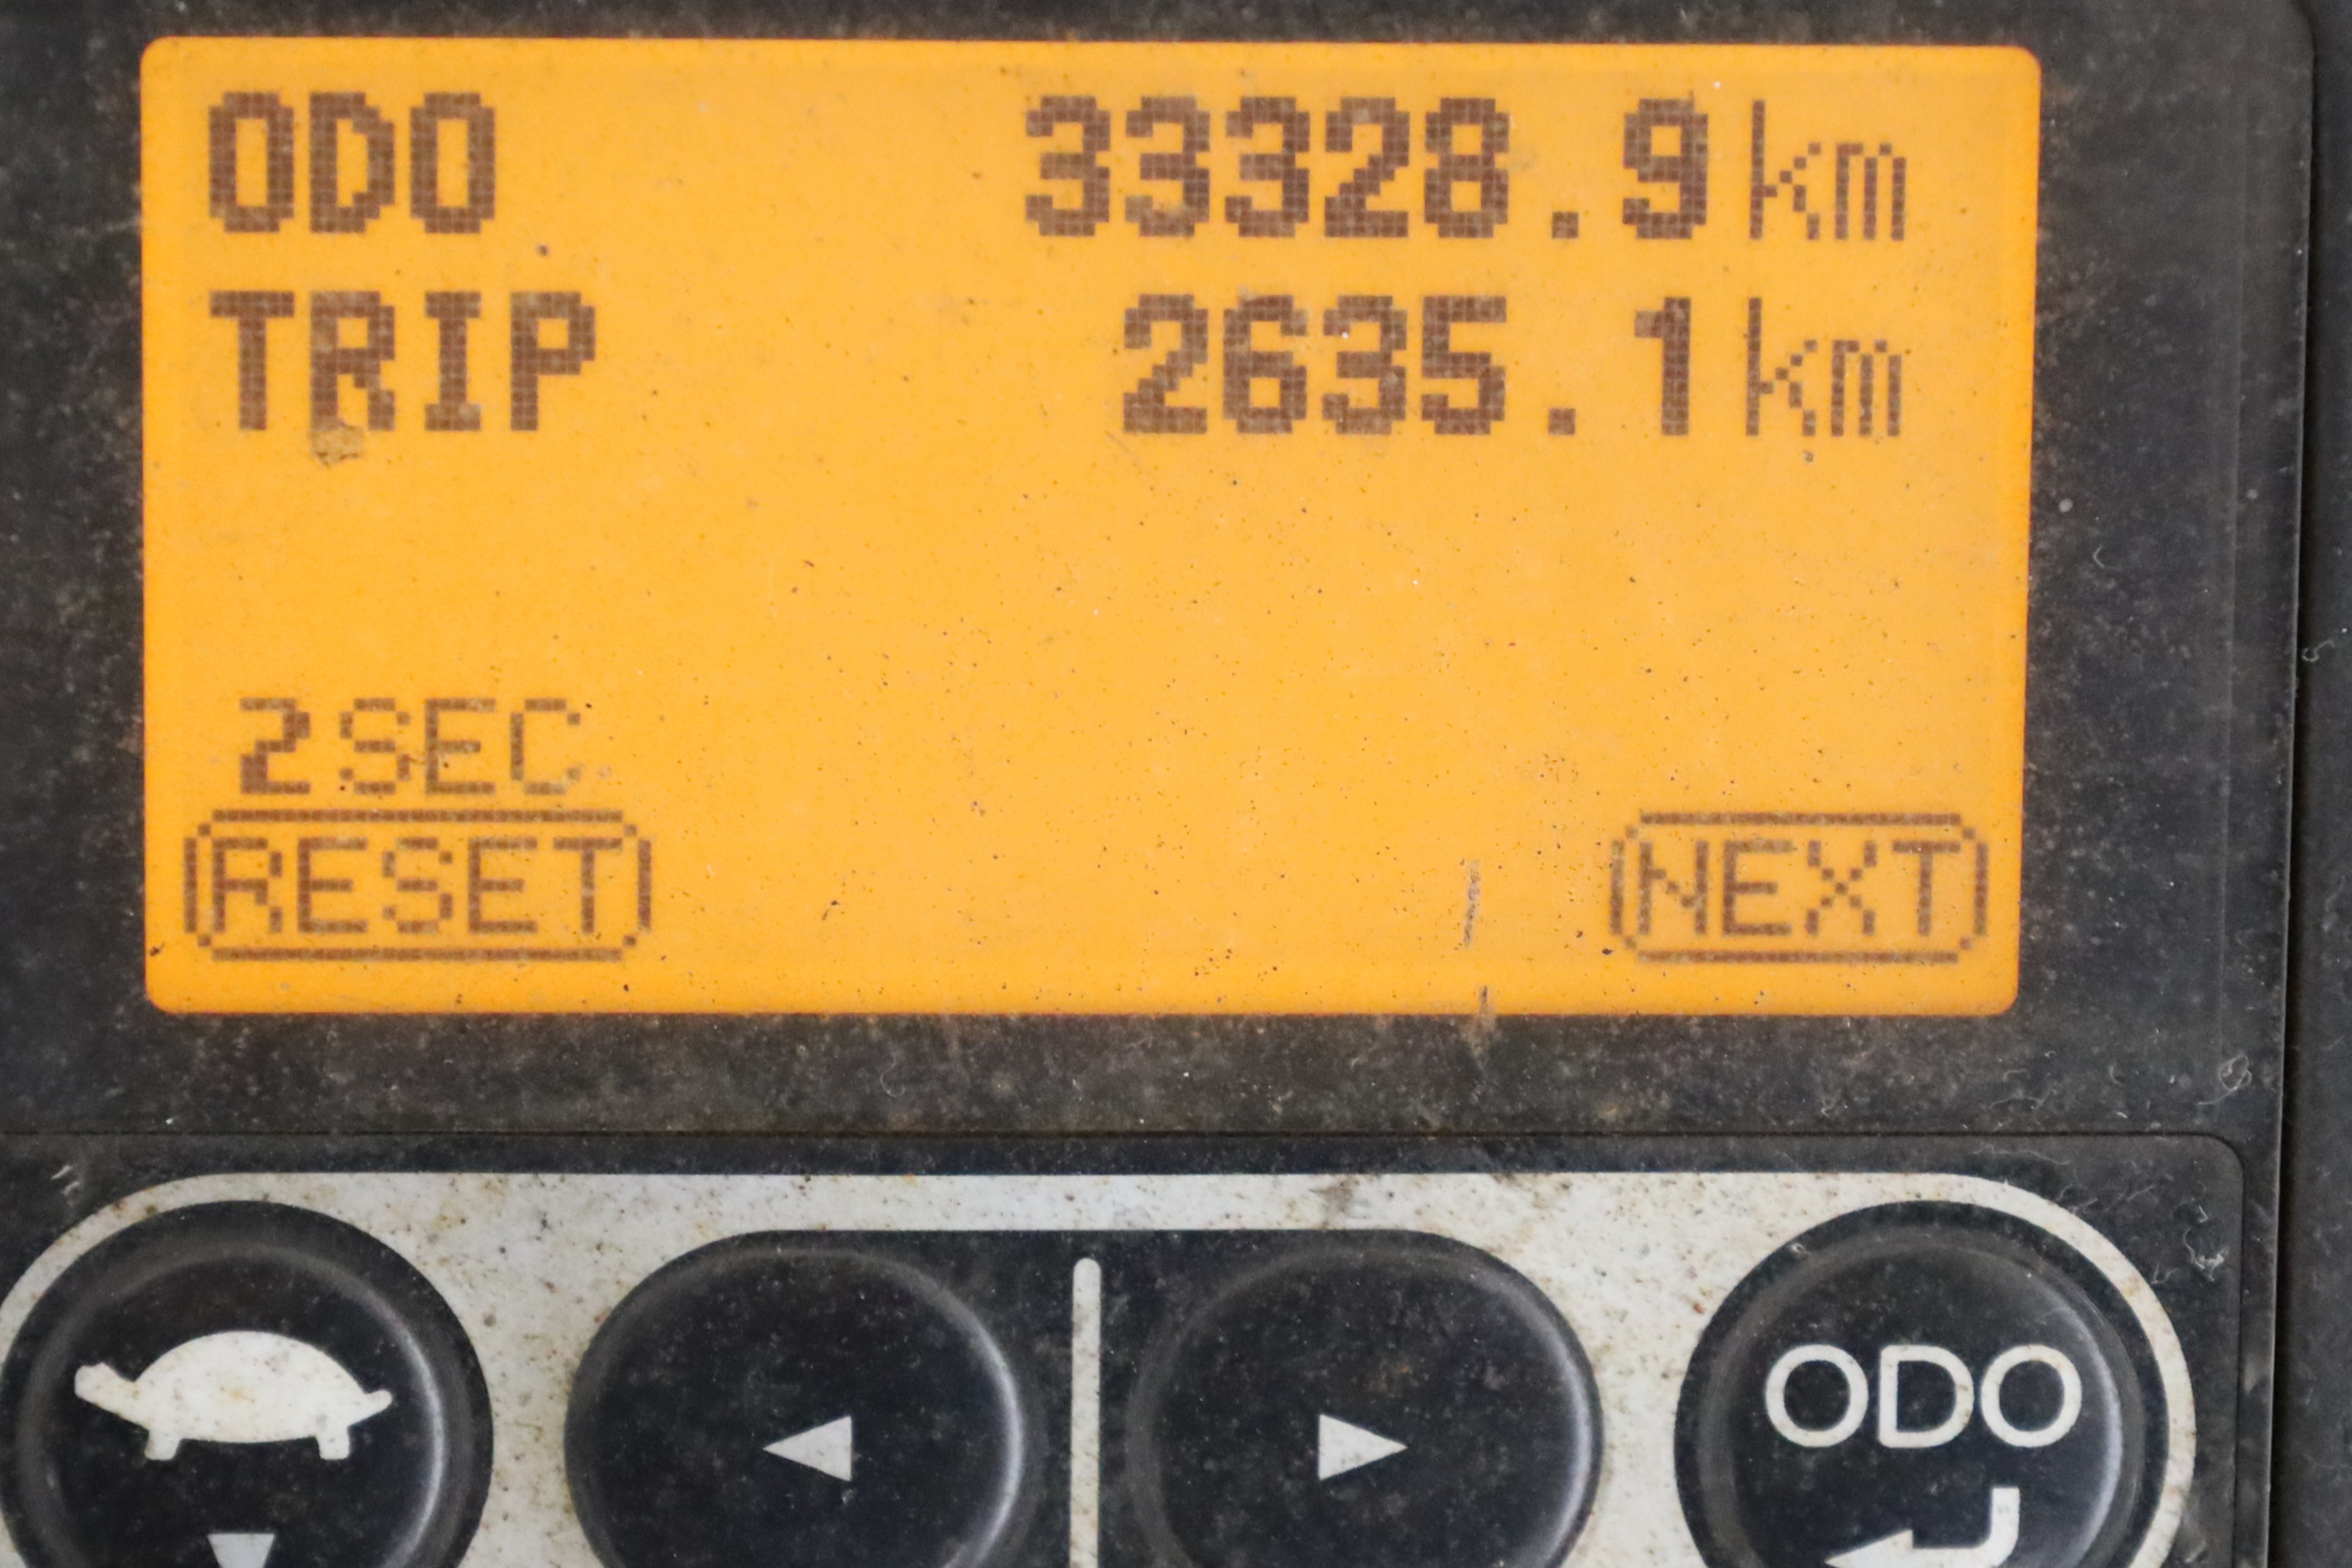 ODO 33328.9km
TRIP 2635.1km
2SEC
RESET NEXT
ODO